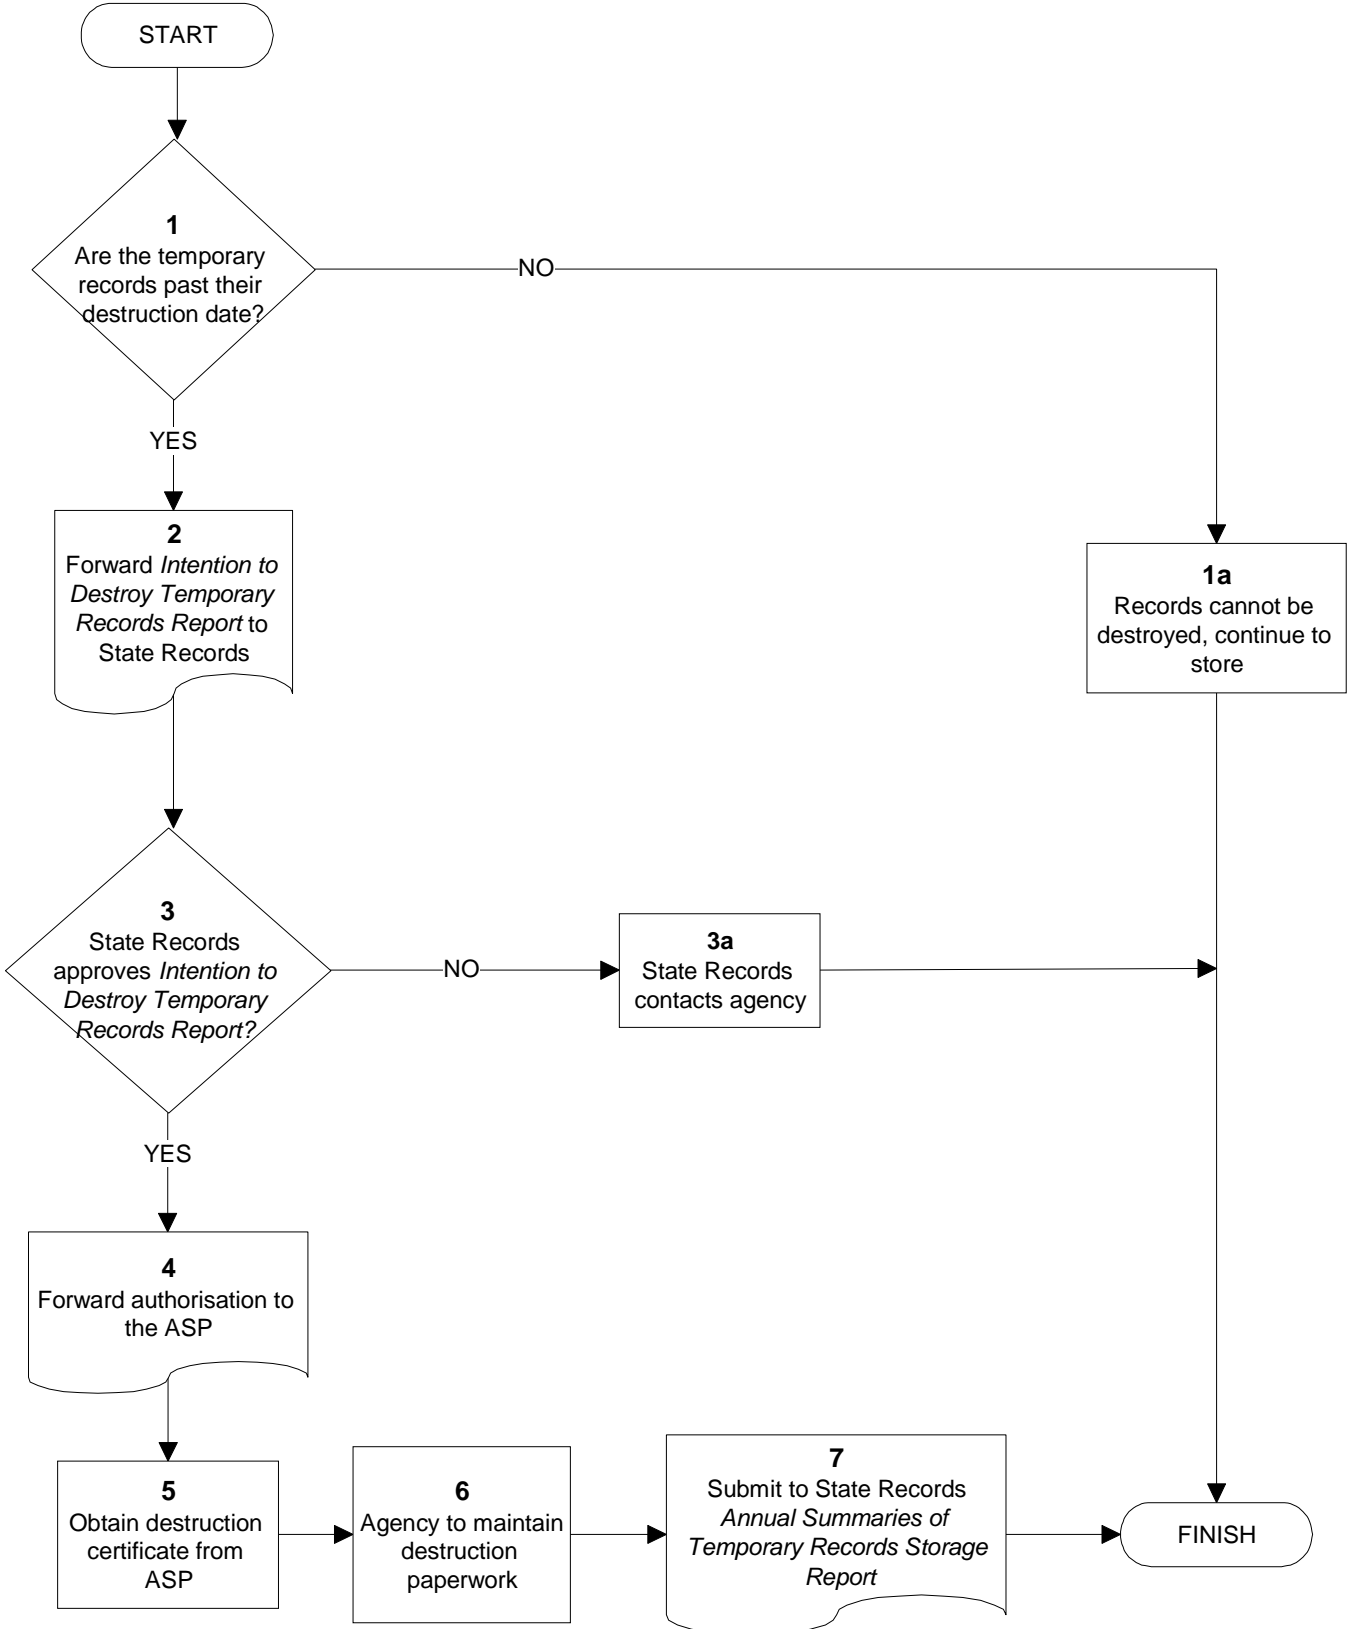 START
1
Are the temporary
records past their
destruction date?
NO
YES
2
Forward Intention to
Destroy Temporary
Records Report to
State Records
1a
Records cannot be
destroyed, continue to
store
3
State Records
approves Intention to
Destroy Temporary
Records Report?
NO
3a
State Records
contacts agency
YES
4
Forward authorisation to
the ASP
5
Obtain destruction
certificate from
ASP
6
Agency to maintain
destruction
paperwork
7
Submit to State Records
Annual Summaries of
Temporary Records Storage
Report
FINISH